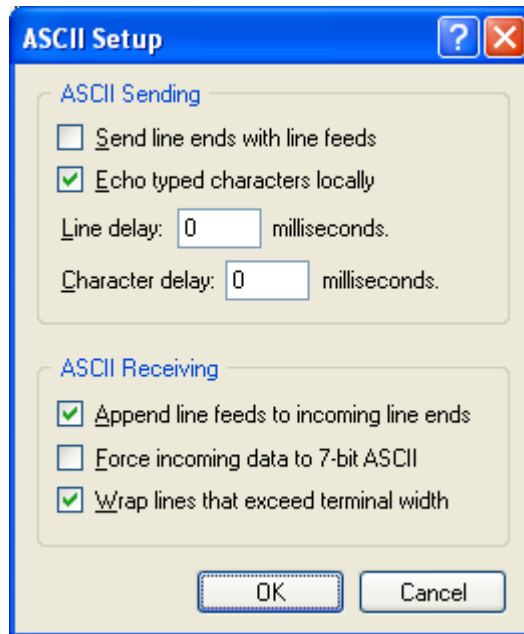 ASCII Setup
ASCII Sending
Send line ends with line feeds
Echo typed characters locally
Line delay: 0 milliseconds.
Character delay: 0 milliseconds.
ASCII Receiving
Append line feeds to incoming line ends
Force incoming data to 7-bit ASCII
Wrap lines that exceed terminal width
OK Cancel